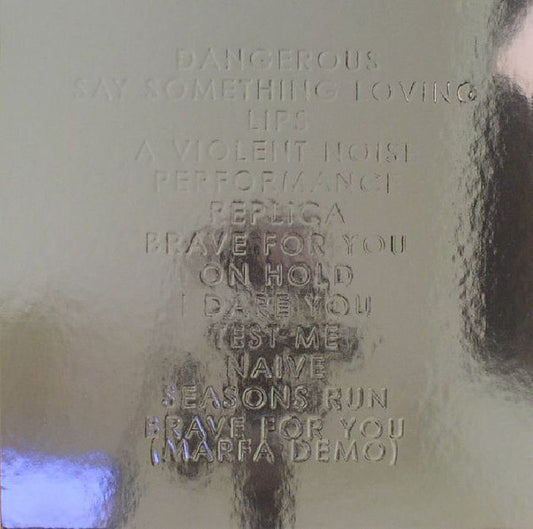 DANGEROUS
SAY SOMETHING LOVING
LIPS
A VIOLENT NOISE
PERFORMANCE
REPLICA
BRAVE FOR YOU
ON HOLD
I DARE YOU
TEST ME
NAIVE
SEASONS RUN
BRAVE FOR YOU
(MARFA DEMO)